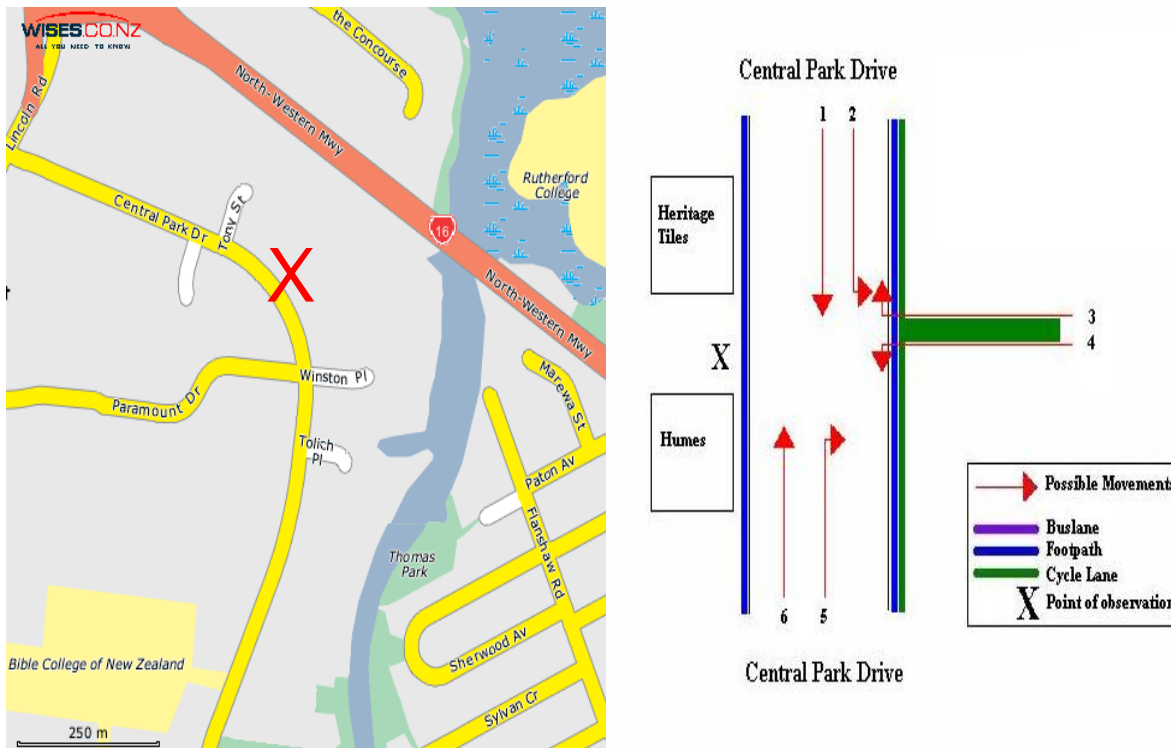 WISES.CO.NZ
ALL YOU NEED TO KNOW
the Concourse
Lincoln Rd
North-Western Mwy
Rutherford
College
Central Park Dr
Tony St
X
16
North-Western Mwy
Winston Pl
Paramount Dr
Marewa St
Tolich
Pl
Paton Av
Flanshaw Rd
Thomas
Park
Sherwood Av
Bible College of New Zealand
Sylvan Cr
250 m
Central Park Drive
1 2
Heritage
Tiles
3
4
X
Humes
Possible Movements
Buslane
Footpath
Cycle Lane
X Point of observation
6 5
Central Park Drive